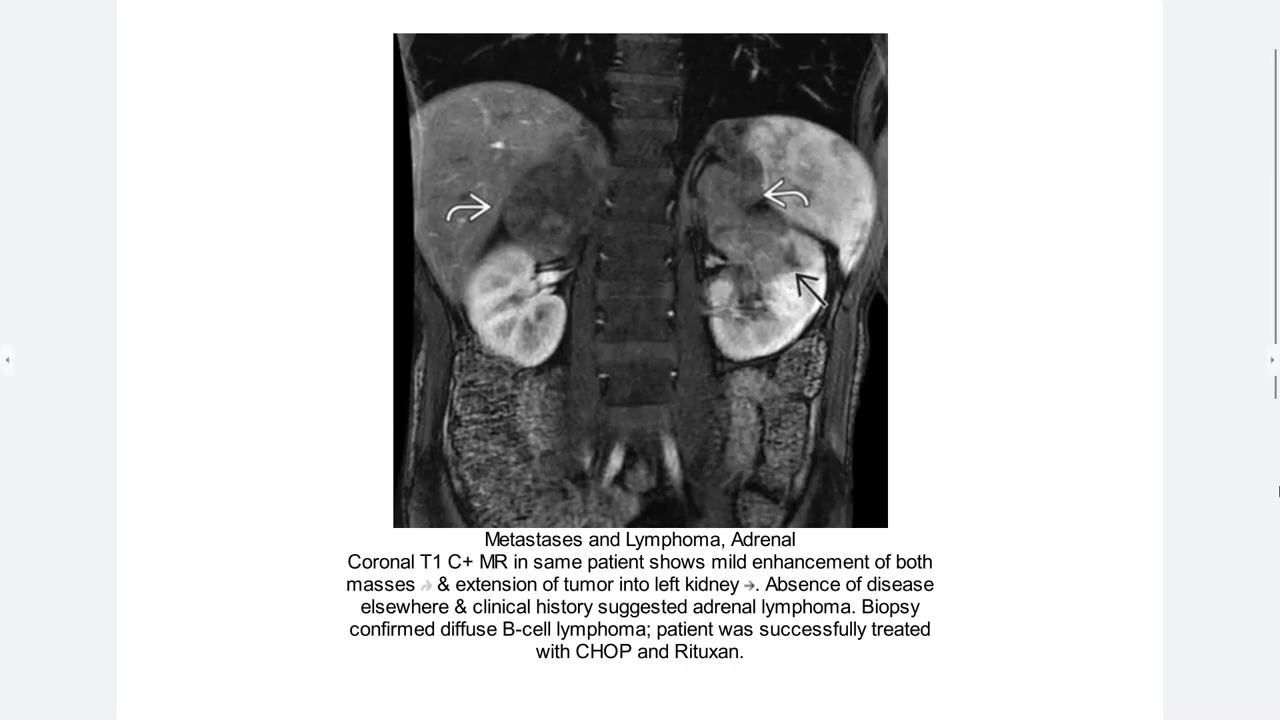 Metastases and Lymphoma, Adrenal
Coronal T1 C+ MR in same patient shows mild enhancement of both
masses & extension of tumor into left kidney . Absence of disease
elsewhere & clinical history suggested adrenal lymphoma. Biopsy
confirmed diffuse B-cell lymphoma; patient was successfully treated
with CHOP and Rituxan.